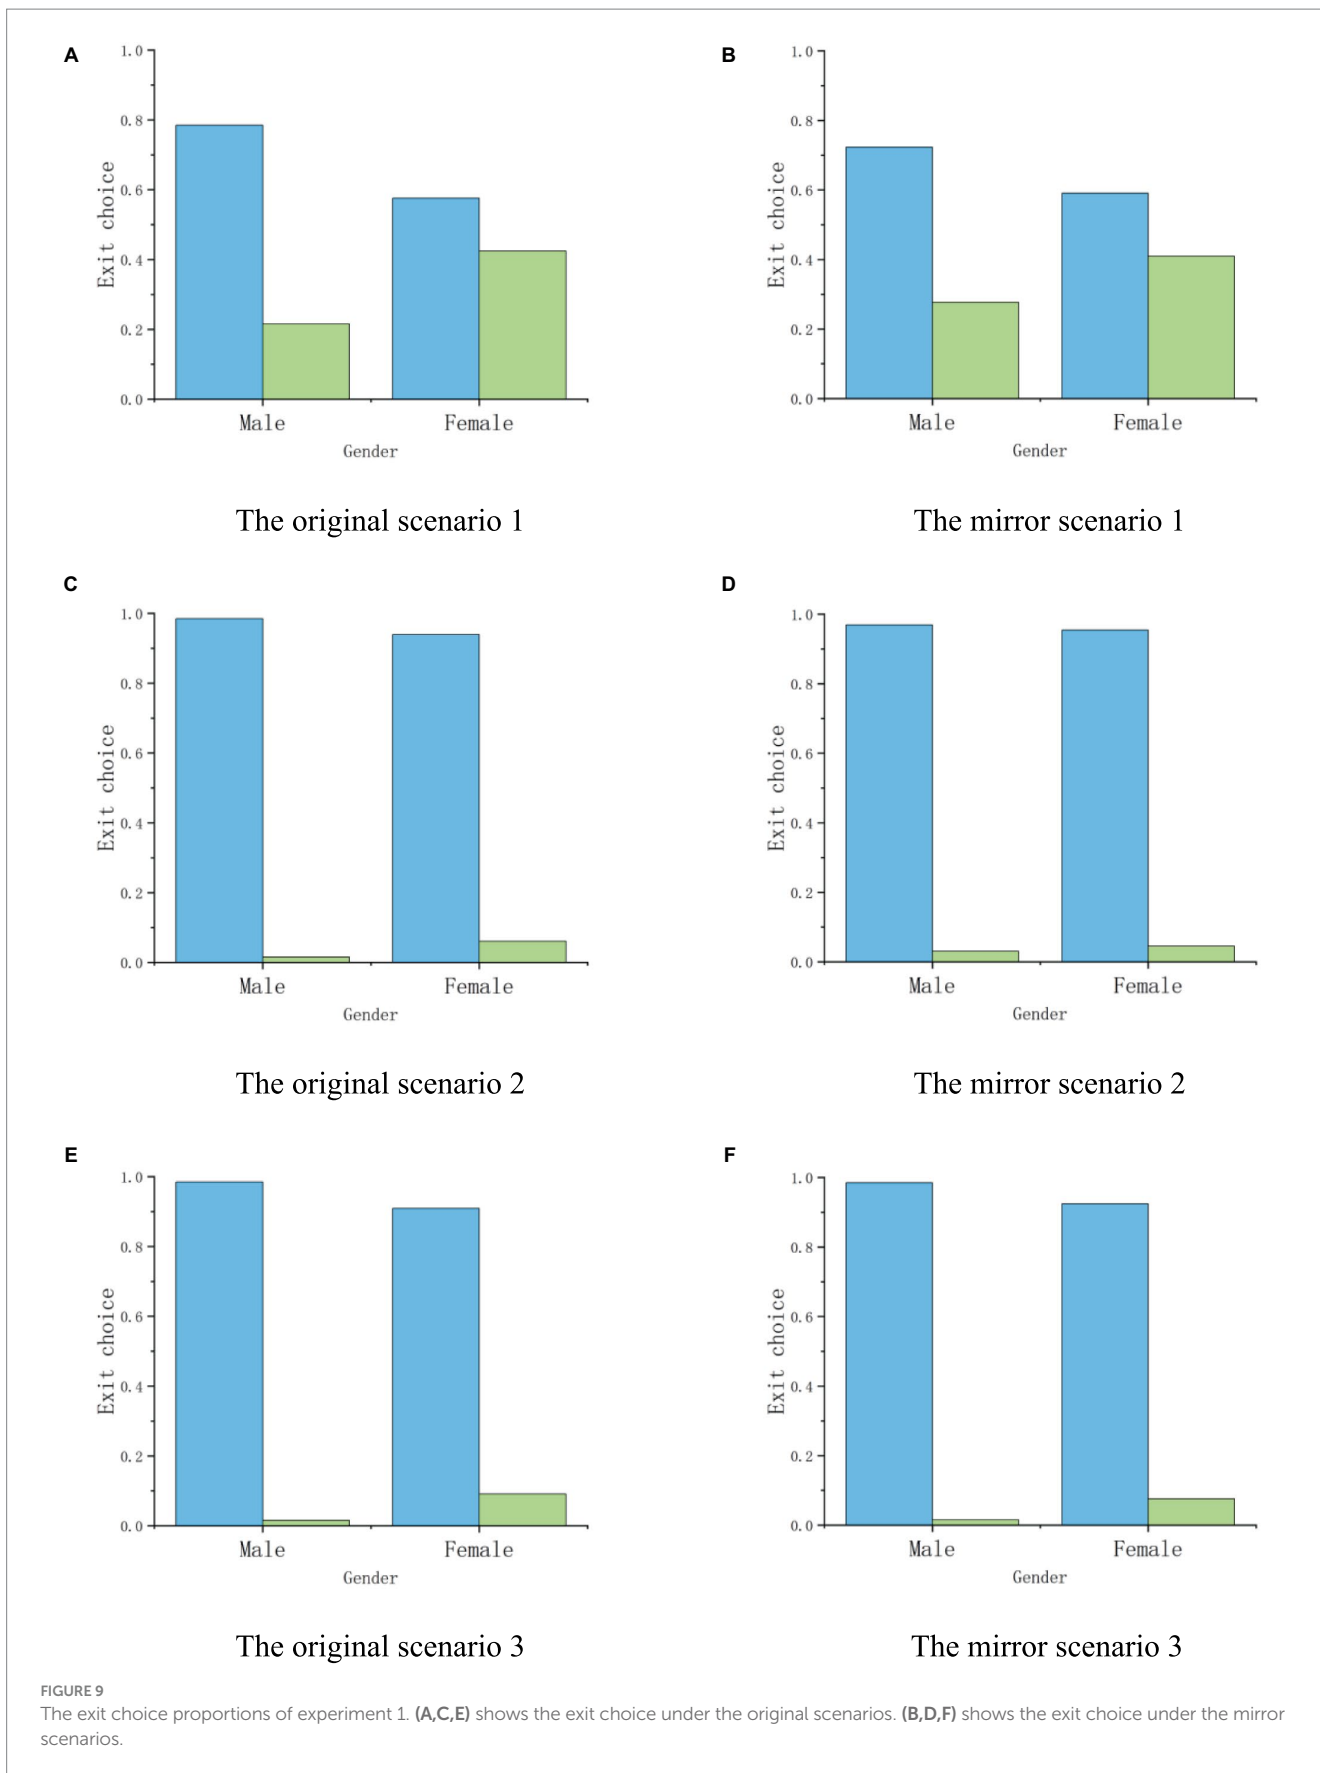 A
1.0
0.8
0.6
0.4
0.2
0.0
Exit choice
Male Female
Gender
The original scenario 1
B
1.0
0.8
0.6
0.4
0.2
0.0
Exit choice
Male Female
Gender
The mirror scenario 1
C
1.0
0.8
0.6
0.4
0.2
0.0
Exit choice
Male Female
Gender
The original scenario 2
D
1.0
0.8
0.6
0.4
0.2
0.0
Exit choice
Male Female
Gender
The mirror scenario 2
E
1.0
0.8
0.6
0.4
0.2
0.0
Exit choice
Male Female
Gender
The original scenario 3
F
1.0
0.8
0.6
0.4
0.2
0.0
Exit choice
Male Female
Gender
The mirror scenario 3
FIGURE 9
The exit choice proportions of experiment 1. (A,C,E) shows the exit choice under the original scenarios. (B,D,F) shows the exit choice under the mirror
scenarios.